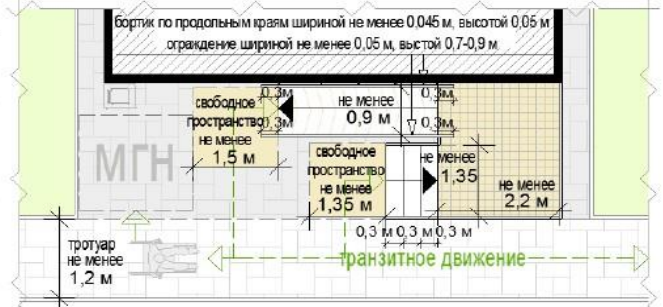 бортик по продольным краям шириной не менее 0,045 м, высотой 0,05 м
ограждение шириной не менее 0,05 м, выстой 0,7-0,9 м
0,3м
0,3м
свободное
пространство
не менее
1,5 м
не менее
0,9 м
0,3м
0,3м
МГН
свободное
пространство
не менее
1,35 м
не менее
1,35
не менее
2,2 м
0,3 м 0,3 м 0,3 м
тротуар
не менее
1,2 м
транзитное движение